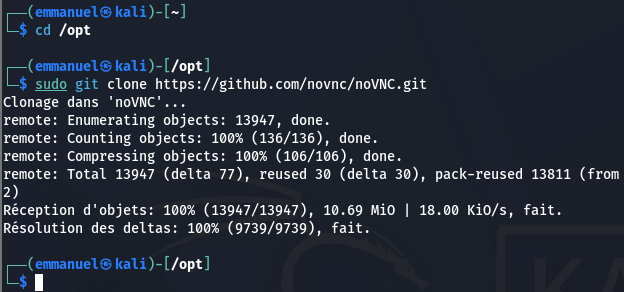 ┌──(emmanuel㉿kali)-[~]
└─$ cd /opt
┌──(emmanuel㉿kali)-[/opt]
└─$ sudo git clone https://github.com/novnc/noVNC.git
Clonage dans 'noVNC'...
remote: Enumerating objects: 13947, done.
remote: Counting objects: 100% (136/136), done.
remote: Compressing objects: 100% (106/106), done.
remote: Total 13947 (delta 77), reused 30 (delta 30), pack-reused 13811 (from
2)
Réception d'objets: 100% (13947/13947), 10.69 MiO | 18.00 KiO/s, fait.
Résolution des deltas: 100% (9739/9739), fait.
┌──(emmanuel㉿kali)-[/opt]
└─$